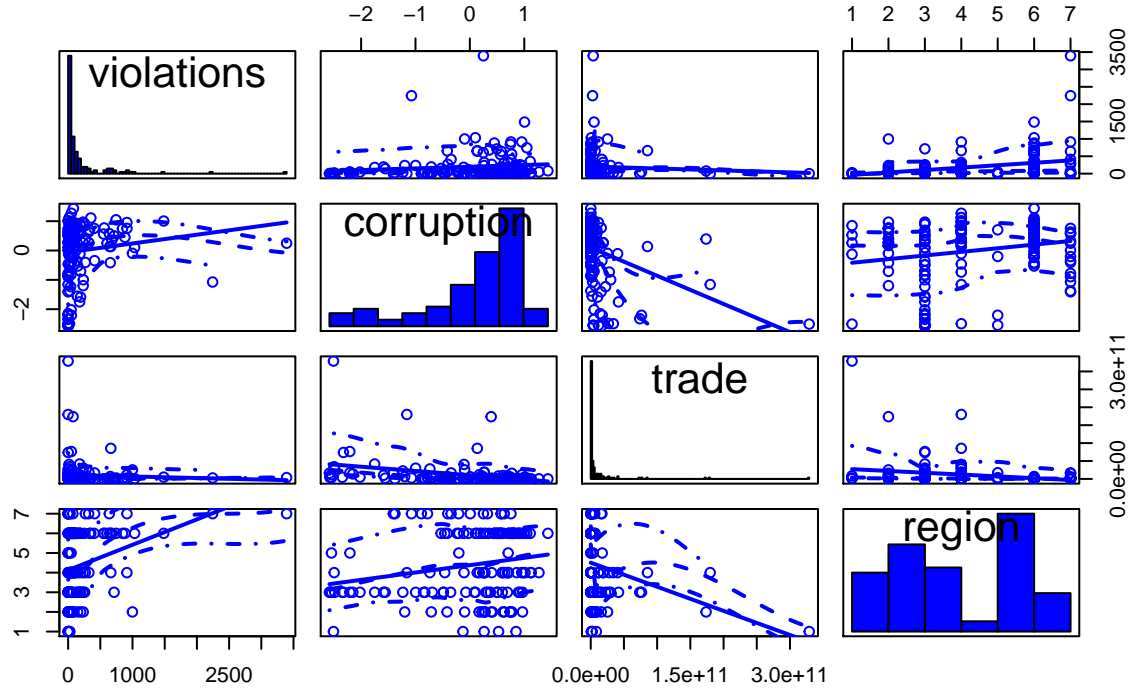 −2 −1 0 1 1 2 3 4 5 6 7
violations
0 1500 3500
corruption
−2 0
trade
0.0e+00 3.0e+11
region
1 3 5 7
0 1000 2500 0.0e+00 1.5e+11 3.0e+11